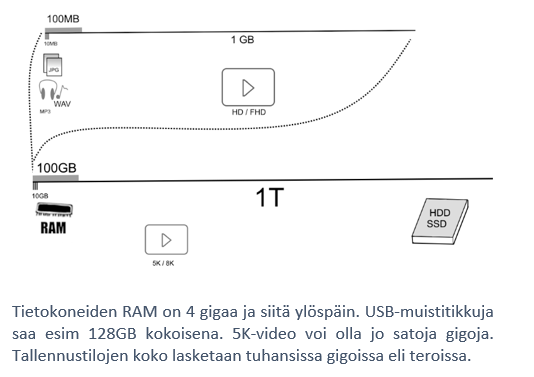 100MB
10MB
1 GB
JPG
WAV
MP3
HD / FHD
100GB
10GB
1T
RAM
HDD
SSD
5K / 8K
Tietokoneiden RAM on 4 gigaa ja siitä ylöspäin. USB-muistitikkuja
saa esim 128GB kokoisena. 5K-video voi olla jo satoja gigoja.
Tallennustilojen koko lasketaan tuhansissa gigoissa eli teroissa.